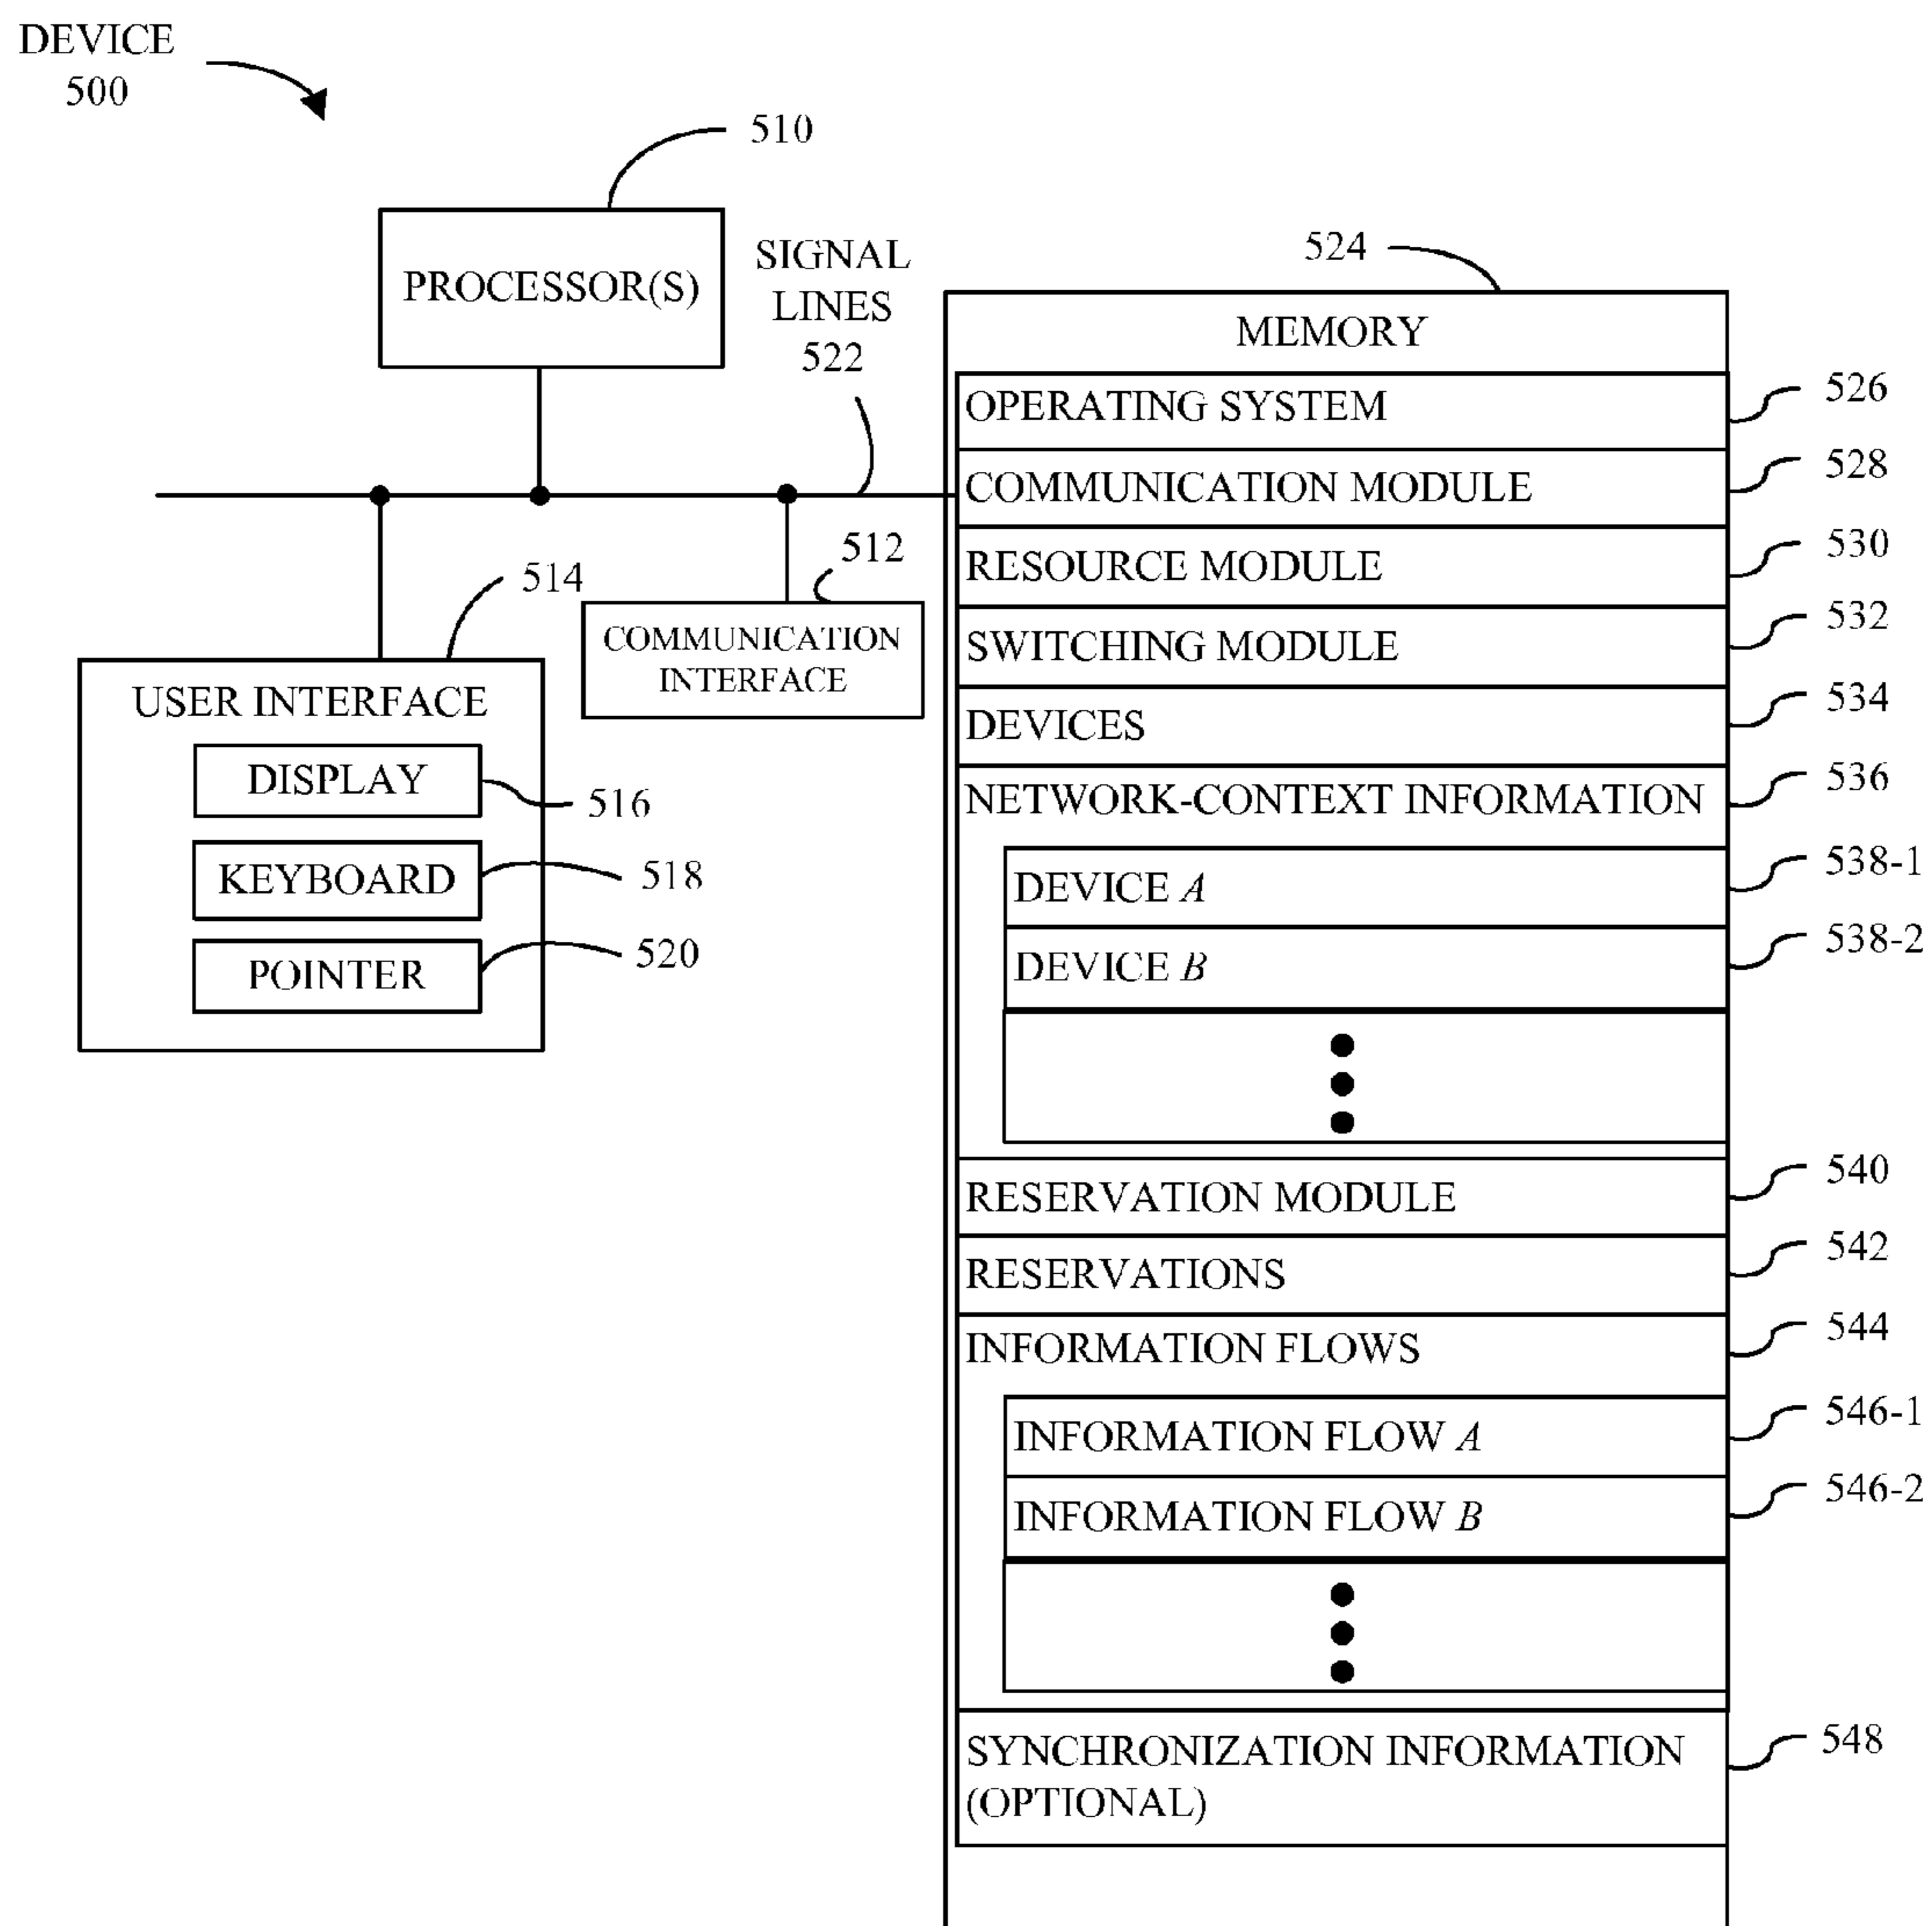 DEVICE
500
510
PROCESSOR(S)
SIGNAL
LINES
522
524
MEMORY
OPERATING SYSTEM
526
COMMUNICATION MODULE
528
RESOURCE MODULE
530
SWITCHING MODULE
532
DEVICES
534
NETWORK-CONTEXT INFORMATION
536
DEVICE A
538-1
DEVICE B
538-2
RESERVATION MODULE
540
RESERVATIONS
542
INFORMATION FLOWS
544
INFORMATION FLOW A
546-1
INFORMATION FLOW B
546-2
SYNCHRONIZATION INFORMATION
(OPTIONAL)
548
512
COMMUNICATION
INTERFACE
514
USER INTERFACE
DISPLAY
516
KEYBOARD
518
POINTER
520